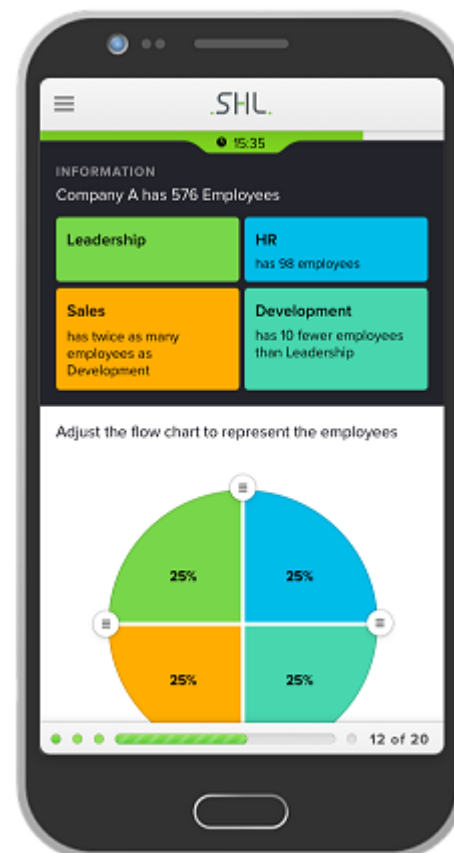 .SHL.
15:35
INFORMATION
Company A has 576 Employees
Leadership
HR
has 98 employees
Sales
has twice as many
employees as
Development
Development
has 10 fewer employees
than Leadership
Adjust the flow chart to represent the employees
25%
25%
25%
25%
12 of 20